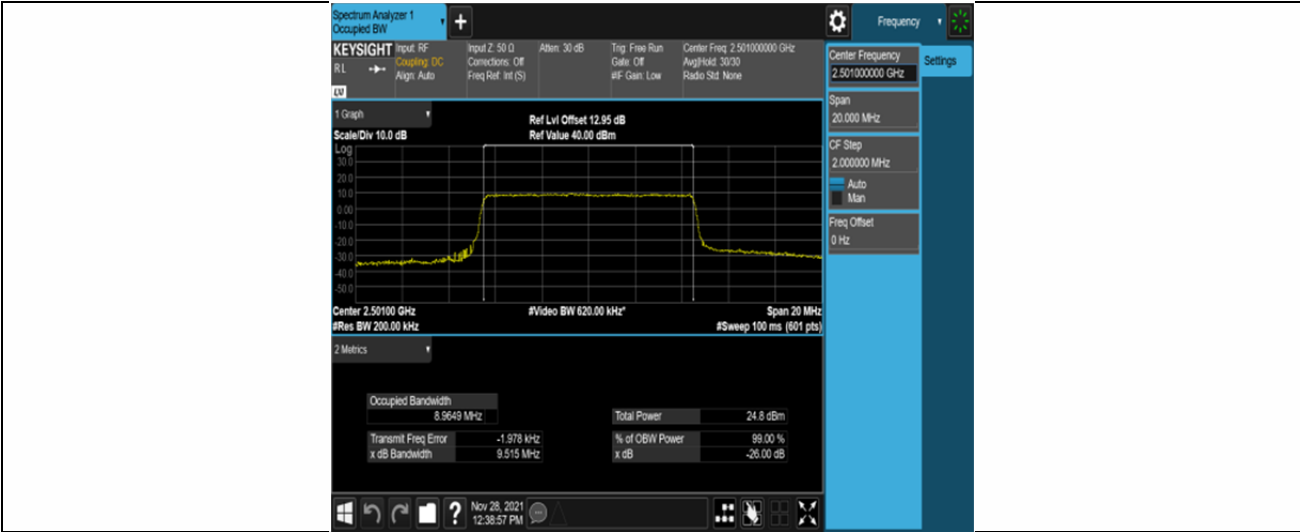 Spectrum Analyzer 1
Occupied BW
+
Frequency
KEYSIGHT
RL
Input: RF
Coupling: DC
Align: Auto
Input Z: 50 Ω
Corrections: Off
Freq Ref: Int (S)
Atten: 30 dB
Trig: Free Run
Gate: Off
#IF Gain: Low
Center Freq: 2.501000000 GHz
Avg|Hold: 30/30
Radio Std: None
1 Graph
Scale/Div 10.0 dB
Ref Lvl Offset 12.95 dB
Ref Value 40.00 dBm
Log
30.0
20.0
10.0
0.00
-10.0
-20.0
-30.0
-40.0
-50.0
Center 2.50100 GHz
#Res BW 200.00 kHz
#Video BW 620.00 kHz*
Span 20 MHz
#Sweep 100 ms (601 pts)
2 Metrics
Occupied Bandwidth
8.9649 MHz
Transmit Freq Error -1.978 kHz
x dB Bandwidth 9.515 MHz
Total Power 24.8 dBm
% of OBW Power 99.00 %
x dB -26.00 dB
Center Frequency
2.501000000 GHz
Settings
Span
20.000 MHz
CF Step
2.000000 MHz
Auto
Man
Freq Offset
0 Hz
?
Nov 28, 2021
12:38:57 PM